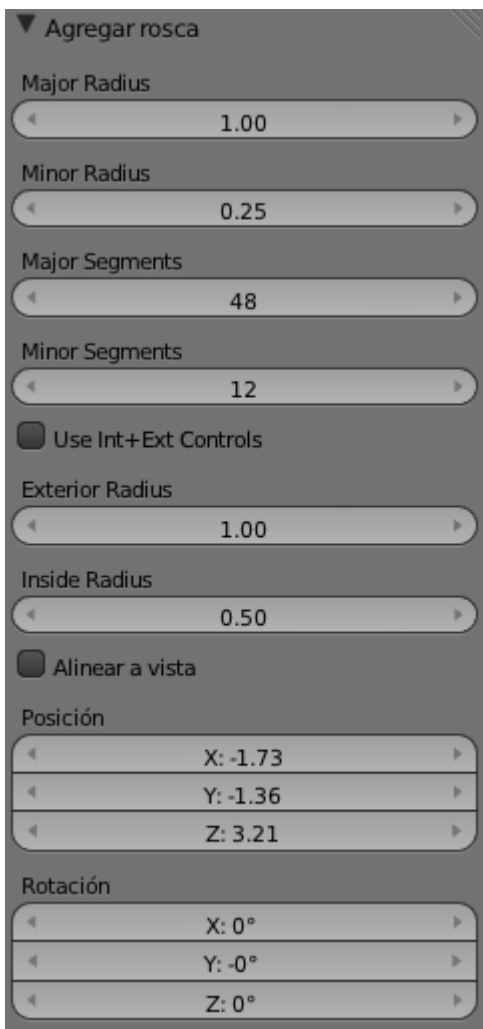 Agregar rosca
Major Radius
1.00
Minor Radius
0.25
Major Segments
48
Minor Segments
12
Use Int+Ext Controls
Exterior Radius
1.00
Inside Radius
0.50
Alinear a vista
Posición
X: -1.73
Y: -1.36
Z: 3.21
Rotación
X: 0°
Y: -0°
Z: 0°